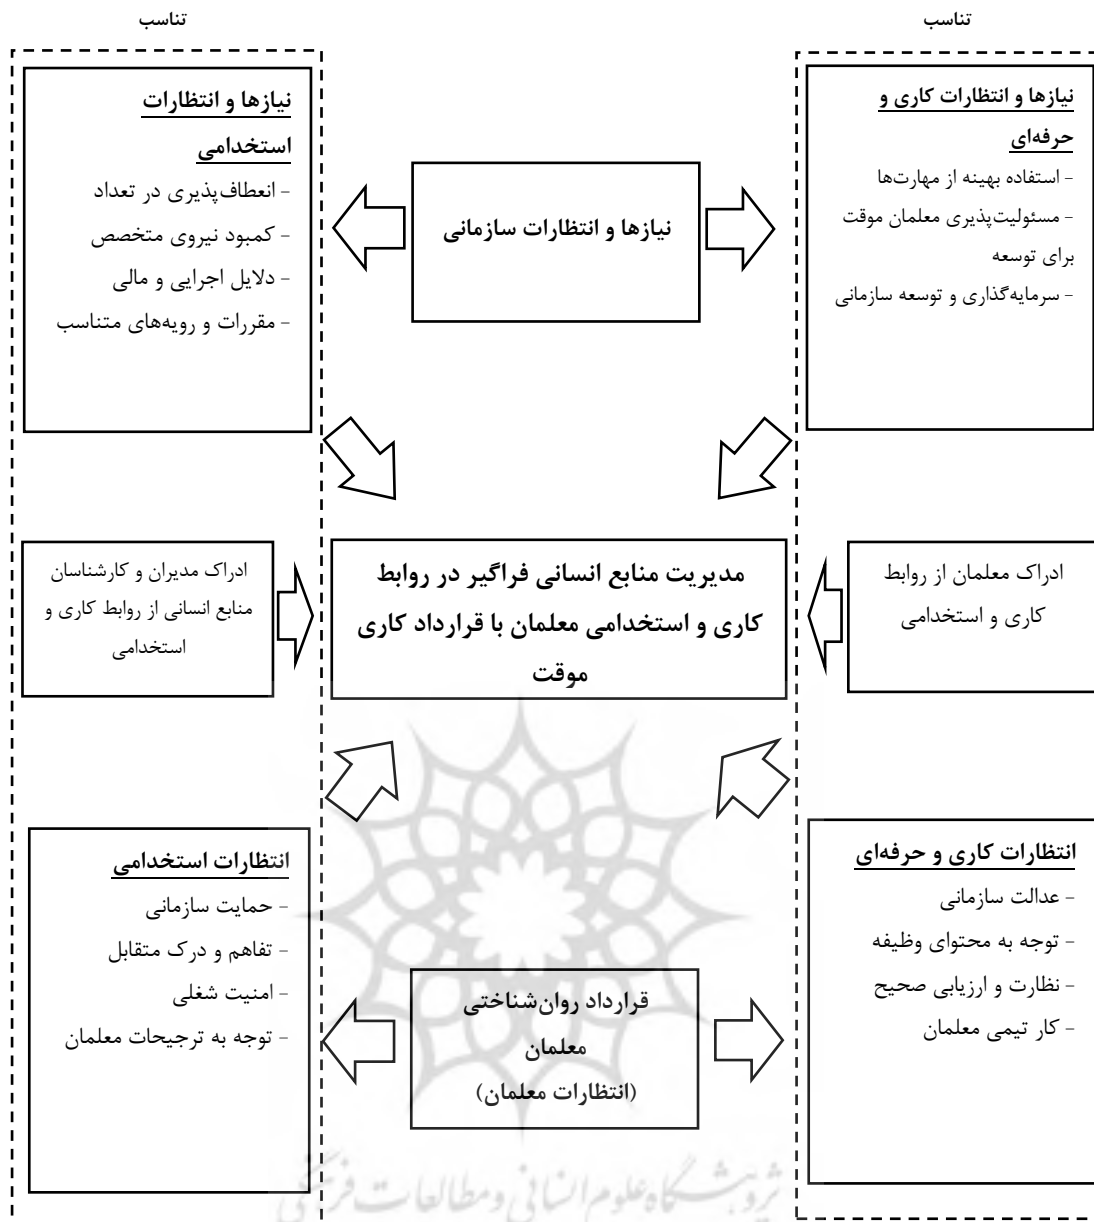 تناسب
تناسب
نیازها و انتظارات کاری و
حرفه‌ای
- استفاده بهینه از مهارت‌ها
- مسئولیت‌پذیری معلمان موقت
برای توسعه
- سرمایه‌گذاری و توسعه سازمانی
نیازها و انتظارات سازمانی
نیازها و انتظارات
استخدامی
- انعطاف‌پذیری در تعداد
- کمبود نیروی متخصص
- دلایل اجرایی و مالی
- مقررات و رویه‌های متناسب
ادراک معلمان از روابط
کاری و استخدامی
مدیریت منابع انسانی فراگیر در روابط
کاری و استخدامی معلمان با قرارداد کاری
موقت
ادراک مدیران و کارشناسان
منابع انسانی از روابط کاری و
استخدامی
انتظارات کاری و حرفه‌ای
- عدالت سازمانی
- توجه به محتوای وظیفه
- نظارت و ارزیابی صحیح
- کار تیمی معلمان
قرارداد روان‌شناختی
معلمان
(انتظارات معلمان)
انتظارات استخدامی
- حمایت سازمانی
- تفاهم و درک متقابل
- امنیت شغلی
- توجه به ترجیحات معلمان
پژوهشگاه علوم انسانی و مطالعات فرهنگی